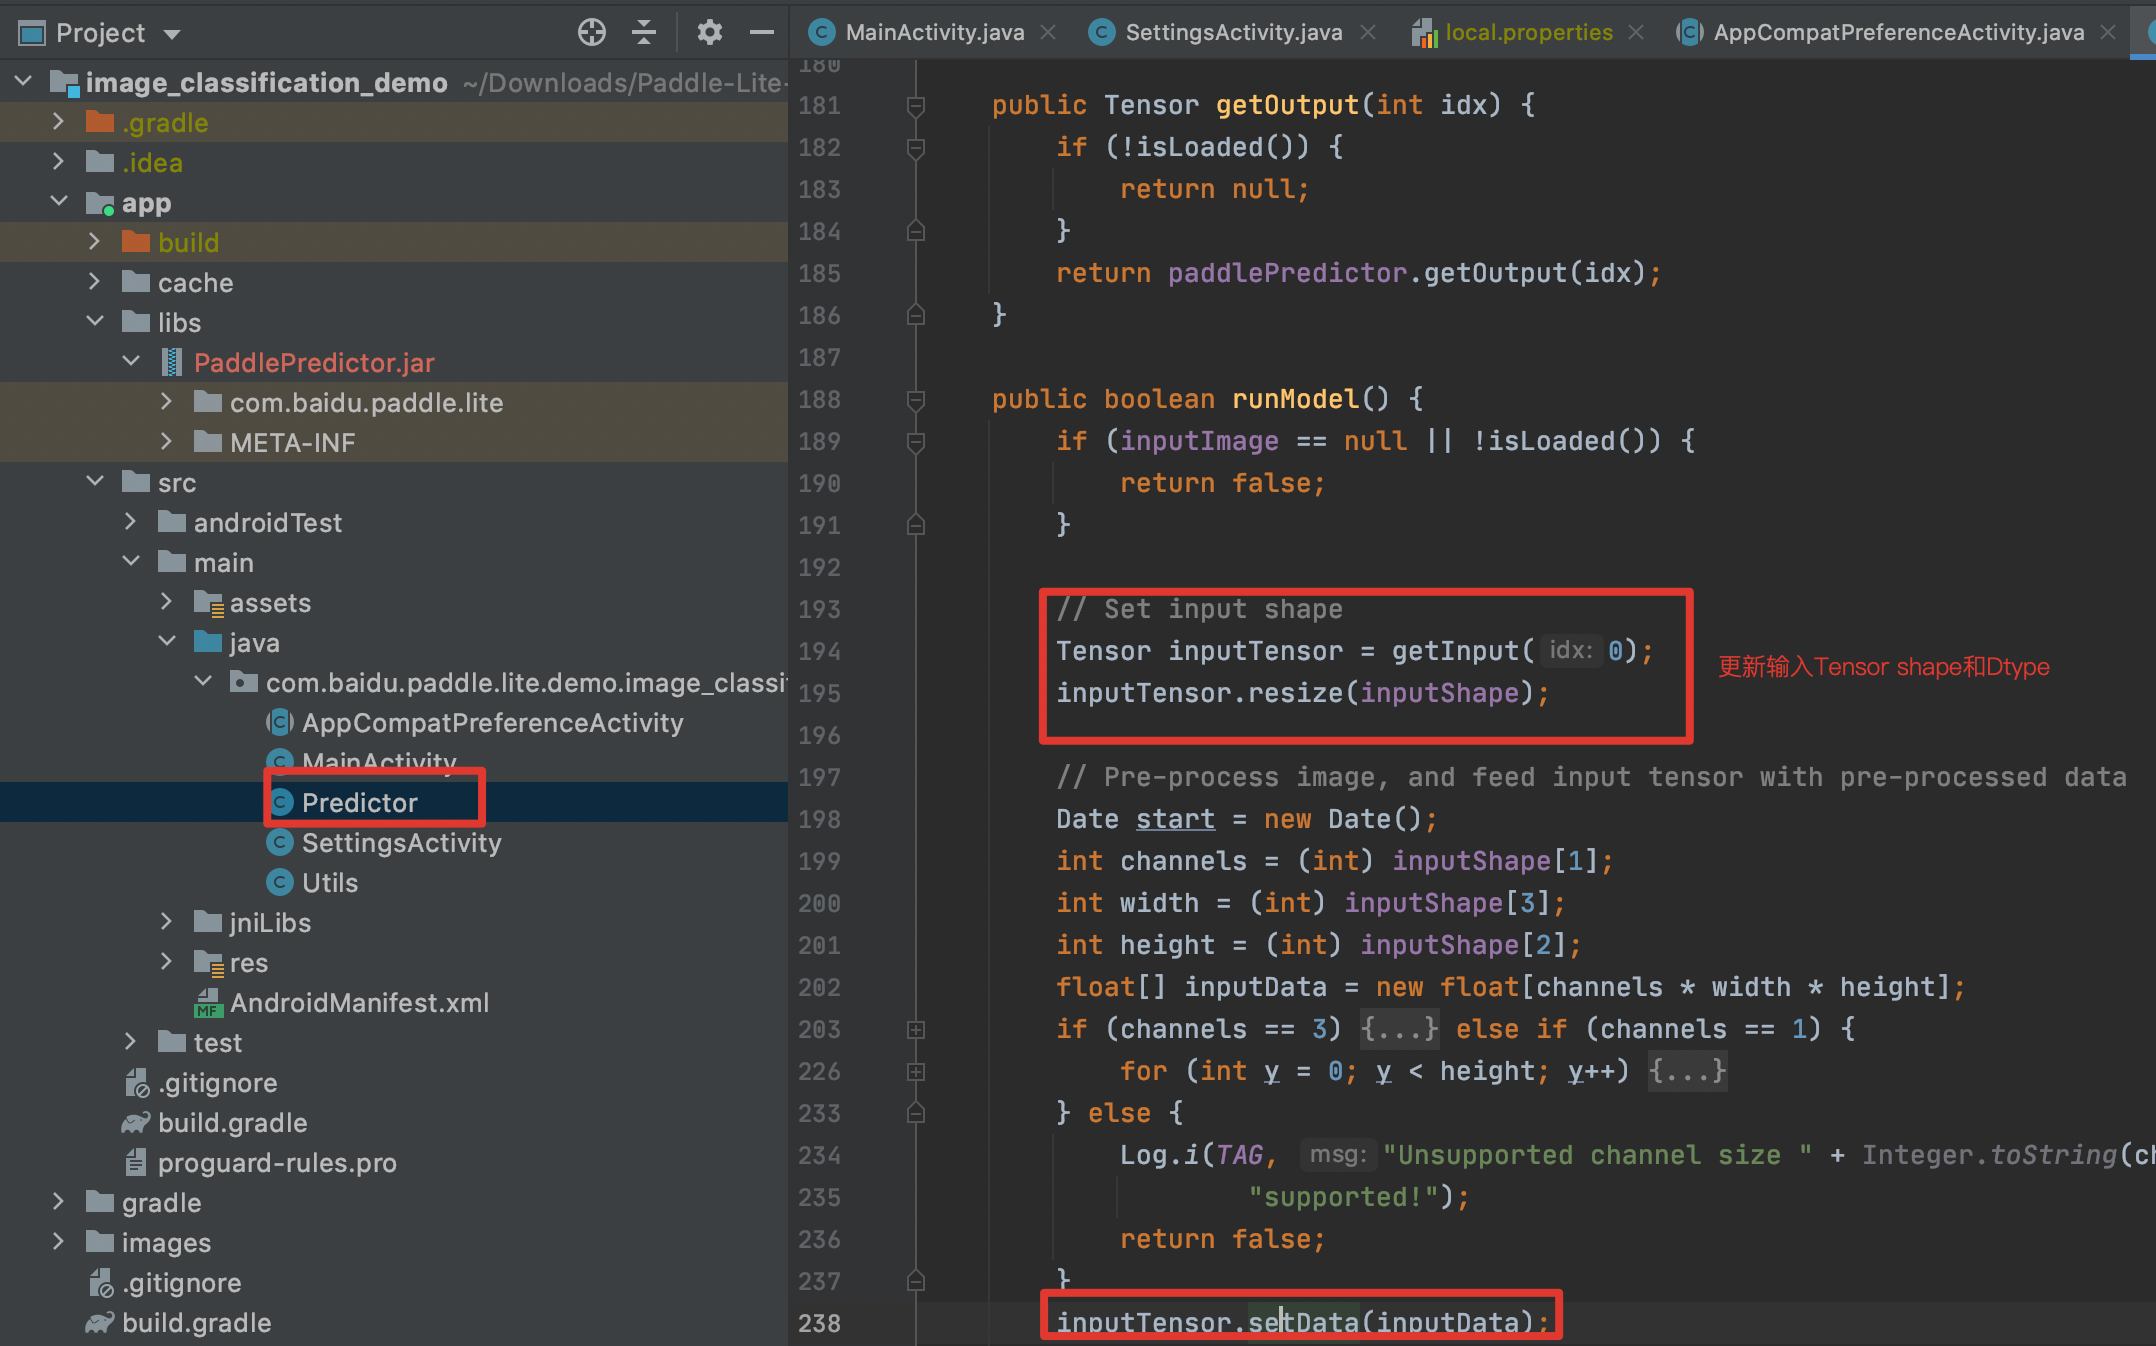 Project
image_classification_demo ~/Downloads/Paddle-Lite-
.gradle
.idea
app
build
cache
libs
PaddlePredictor.jar
com.baidu.paddle.lite
META-INF
src
androidTest
main
assets
java
com.baidu.paddle.lite.demo.image_classi
AppCompatPreferenceActivity
MainActivity
Predictor
SettingsActivity
Utils
jniLibs
res
AndroidManifest.xml
test
.gitignore
build.gradle
proguard-rules.pro
gradle
images
.gitignore
build.gradle
MainActivity.java SettingsActivity.java local.properties AppCompatPreferenceActivity.java
180
181 public Tensor getOutput(int idx) {
182 if (!isLoaded()) {
183 return null;
184 }
185 return paddlePredictor.getOutput(idx);
186 }
187
188 public boolean runModel() {
189 if (inputImage == null || !isLoaded()) {
190 return false;
191 }
192
193 // Set input shape
194 Tensor inputTensor = getInput( idx: 0);
195 inputTensor.resize(inputShape);
更新输入Tensor shape和Dtype
196
197 // Pre-process image, and feed input tensor with pre-processed data
198 Date start = new Date();
199 int channels = (int) inputShape[1];
200 int width = (int) inputShape[3];
201 int height = (int) inputShape[2];
202 float[] inputData = new float[channels * width * height];
203 if (channels == 3) {...} else if (channels == 1) {
226 for (int y = 0; y < height; y++) {...}
233 } else {
234 Log.i(TAG, msg: "Unsupported channel size " + Integer.toString(ch
235 "supported!");
236 return false;
237 }
238 inputTensor.setData(inputData);